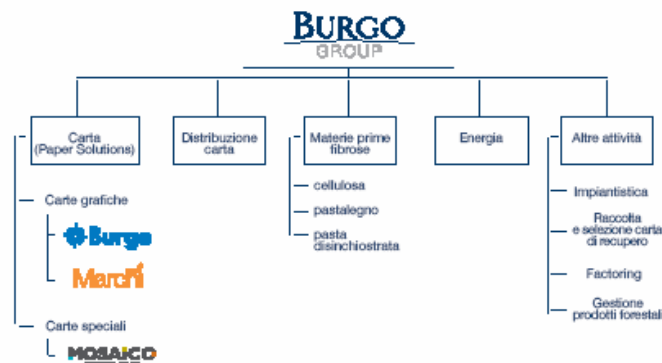 BURGO
GROUP
Carta
(Paper Solutions)
Distribuzione
carta
Materie prime
fibrose
Energia
Altre attività
Carte grafiche
Burgo
Marchi
Carte speciali
MOSAICO
cellulosa
pastalegno
pasta
disinchiostrata
Impiantistica
Raccolta
e selezione carta
di recupero
Factoring
Gestione
prodotti forestali